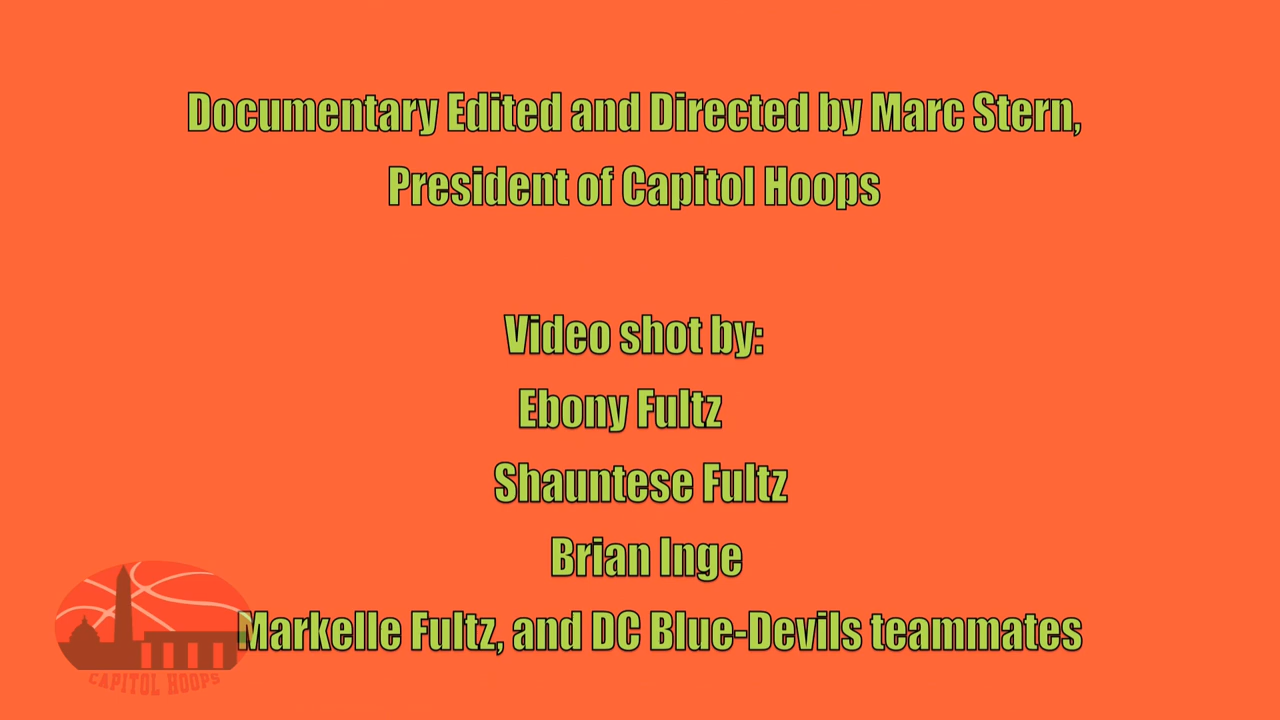 Documentary Edited and Directed by Marc Stern,
President of Capitol Hoops
Video shot by:
Ebony Fultz
Shauntese Fultz
Brian Inge
Markelle Fultz, and DC Blue-Devils teammates
CAPITOL HOOPS